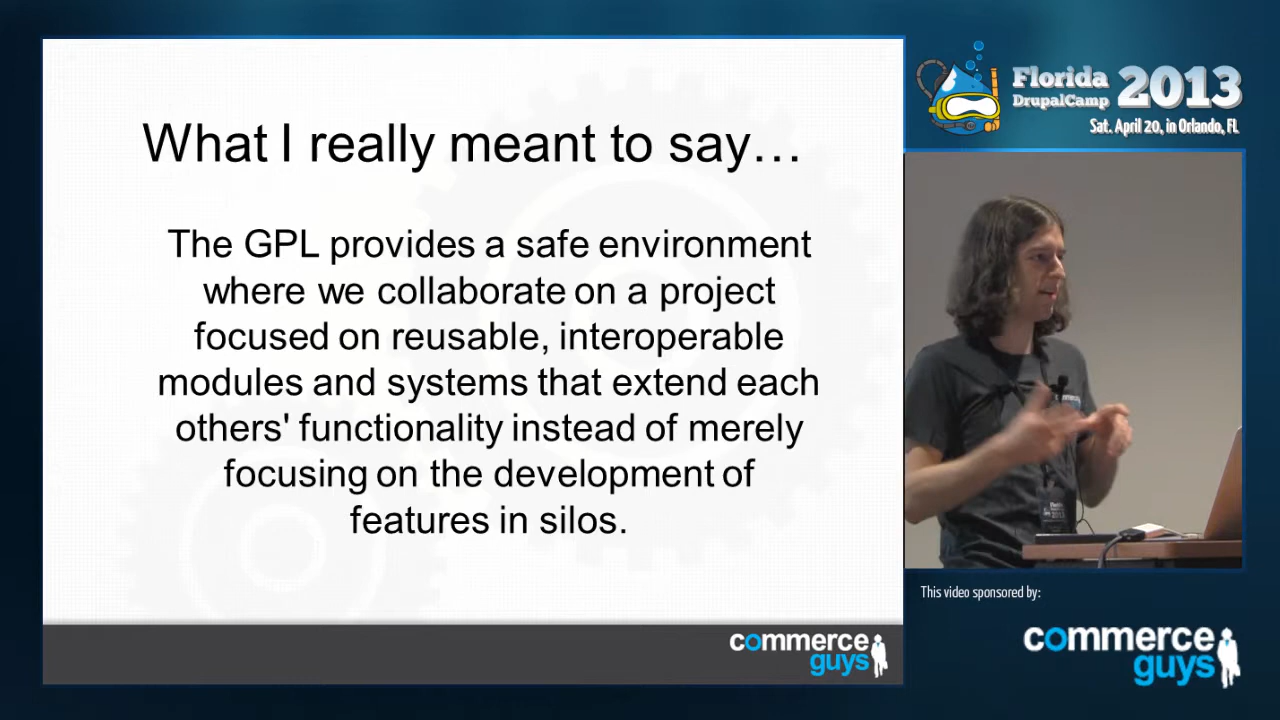 What I really meant to say…
The GPL provides a safe environment
where we collaborate on a project
focused on reusable, interoperable
modules and systems that extend each
others' functionality instead of merely
focusing on the development of
features in silos.
commerce
guys
Florida
DrupalCamp
2013
Sat. April 20, in Orlando, FL
This video sponsored by:
commerce
guys